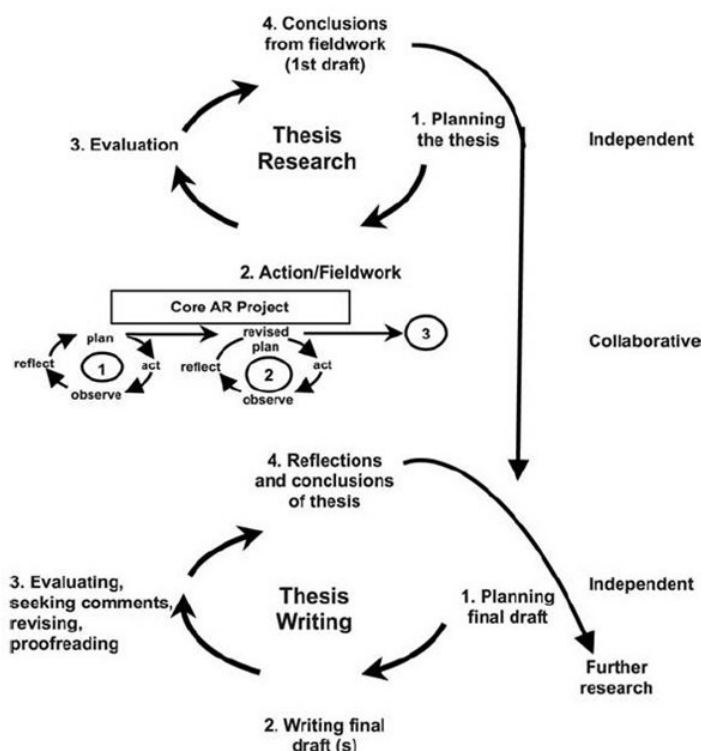 4. Conclusions
from fieldwork
(1st draft)
1. Planning
the thesis
Independent
3. Evaluation
Thesis
Research
2. Action/Fieldwork
Core AR Project
plan
reflect
1
act
observe
revised
plan
reflect
2
act
observe
3
Collaborative
4. Reflections
and conclusions
of thesis
3. Evaluating,
seeking comments,
revising,
proofreading
Thesis
Writing
1. Planning
final draft
Independent
Further
research
2. Writing final
draft (s)